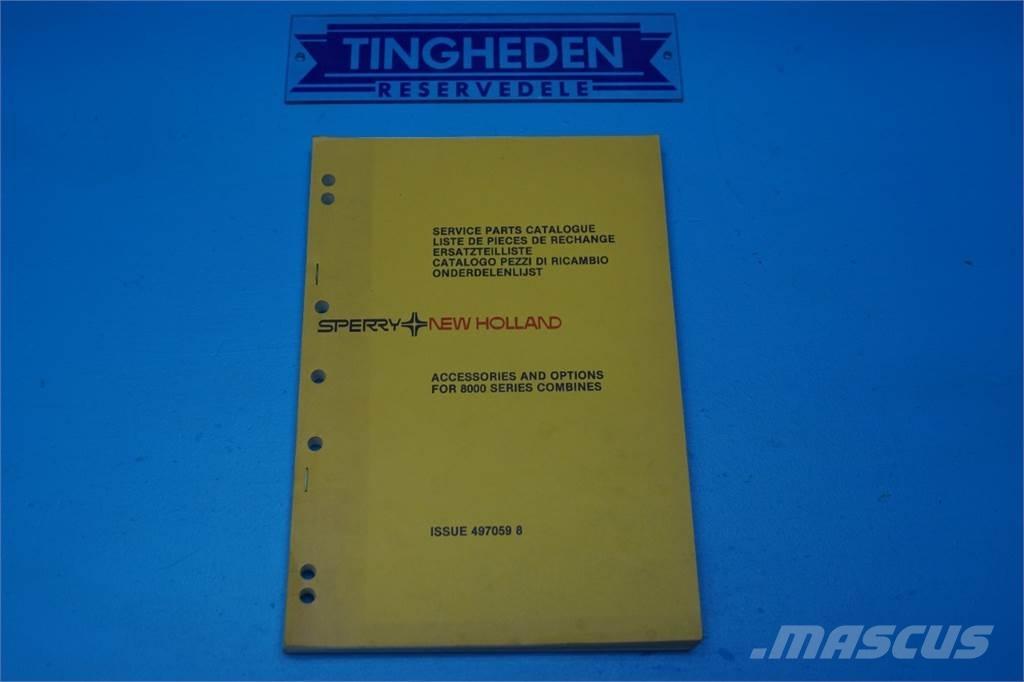 TINGHEDEN
RESERVEDELE
SERVICE PARTS CATALOGUE
LISTE DE PIECES DE RECHANGE
ERSATZTEILLISTE
CATALOGO PEZZI DI RICAMBIO
ONDERDELENLIJST
SPERRY NEW HOLLAND
ACCESSORIES AND OPTIONS
FOR 8000 SERIES COMBINES
ISSUE 497059 8
.MASCUS